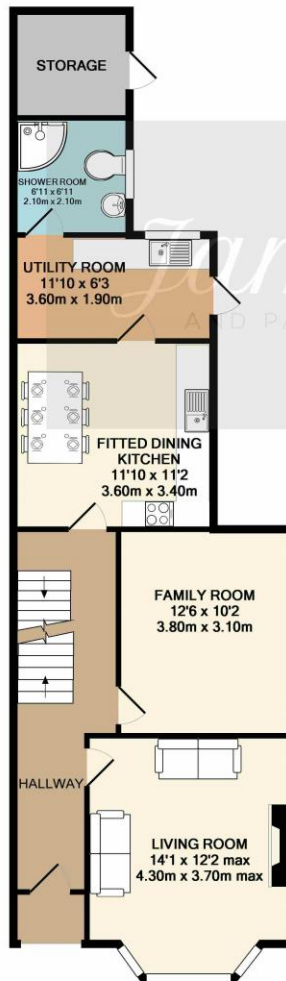 STORAGE
SHOWER ROOM
6'11 x 6'11
2.10m x 2.10m
UTILITY ROOM
11'10 x 6'3
3.60m x 1.90m
AND PA
FITTED DINING
KITCHEN
11'10 x 11'2
3.60m x 3.40m
FAMILY ROOM
12'6 x 10'2
3.80m x 3.10m
HALLWAY
LIVING ROOM
14'1 x 12'2 max
4.30m x 3.70m max